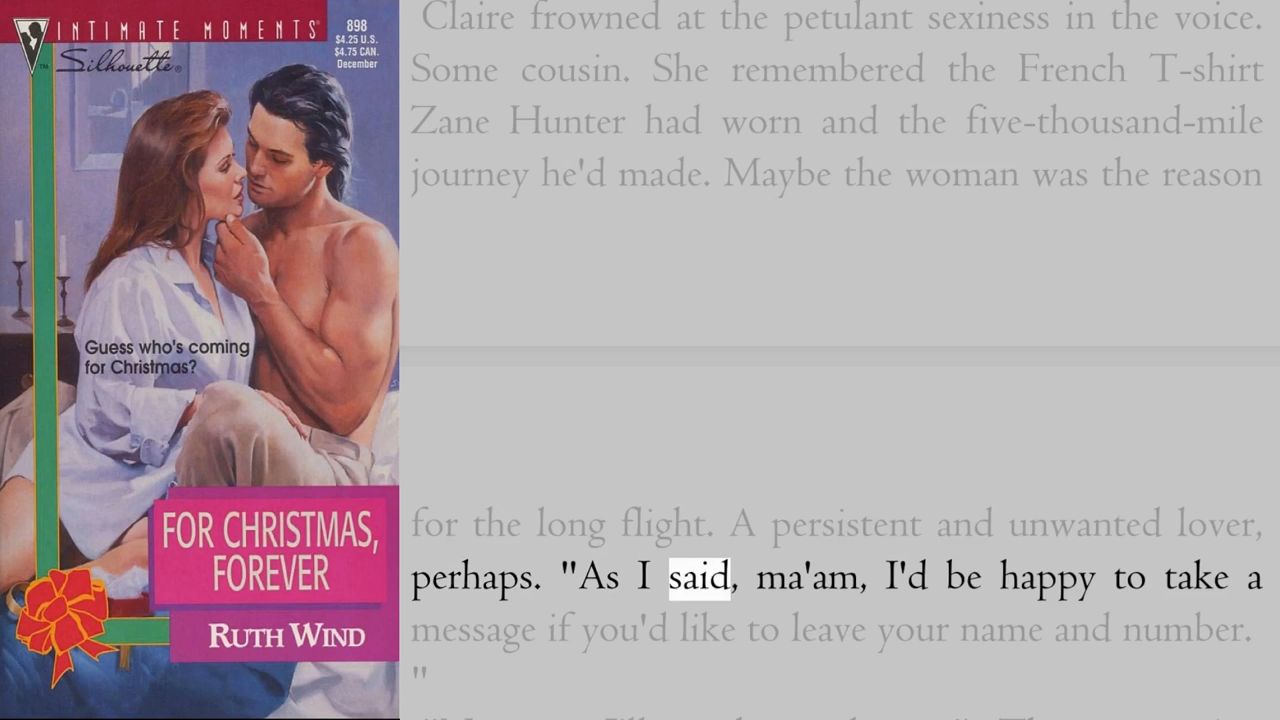 INTIMATE MOMENTS®
Silhouette®
898
$4.25 U.S.
$4.75 CAN.
December
Guess who's coming
for Christmas?
FOR CHRISTMAS,
FOREVER
RUTH WIND
Claire frowned at the petulant sexiness in the voice.
Some cousin. She remembered the French T-shirt
Zane Hunter had worn and the five-thousand-mile
journey he'd made. Maybe the woman was the reason
for the long flight. A persistent and unwanted lover,
perhaps. "As I said, ma'am, I'd be happy to take a
message if you'd like to leave your name and number.
"